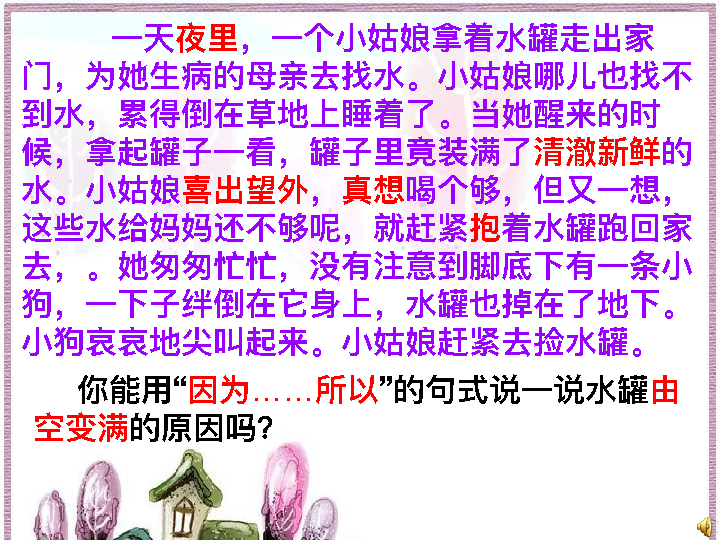 一天夜里，一个小姑娘拿着水罐走出家
门，为她生病的母亲去找水。小姑娘哪儿也找不
到水，累得倒在草地上睡着了。当她醒来的时
候，拿起罐子一看，罐子里竟装满了清澈新鲜的
水。小姑娘喜出望外，真想喝个够，但又一想，
这些水给妈妈还不够呢，就赶紧抱着水罐跑回家
去，。她匆匆忙忙，没有注意到脚底下有一条小
狗，一下子绊倒在它身上，水罐也掉在了地下。
小狗哀哀地尖叫起来。小姑娘赶紧去捡水罐。
你能用“因为……所以”的句式说一说水罐由
空变满的原因吗？